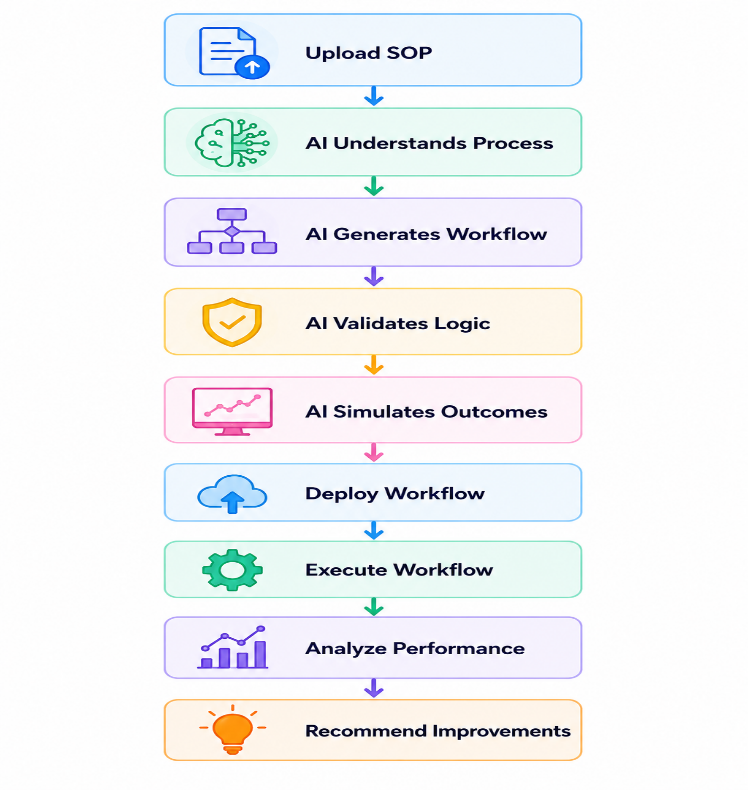 Upload SOP
AI Understands Process
AI Generates Workflow
AI Validates Logic
AI Simulates Outcomes
Deploy Workflow
Execute Workflow
Analyze Performance
Recommend Improvements